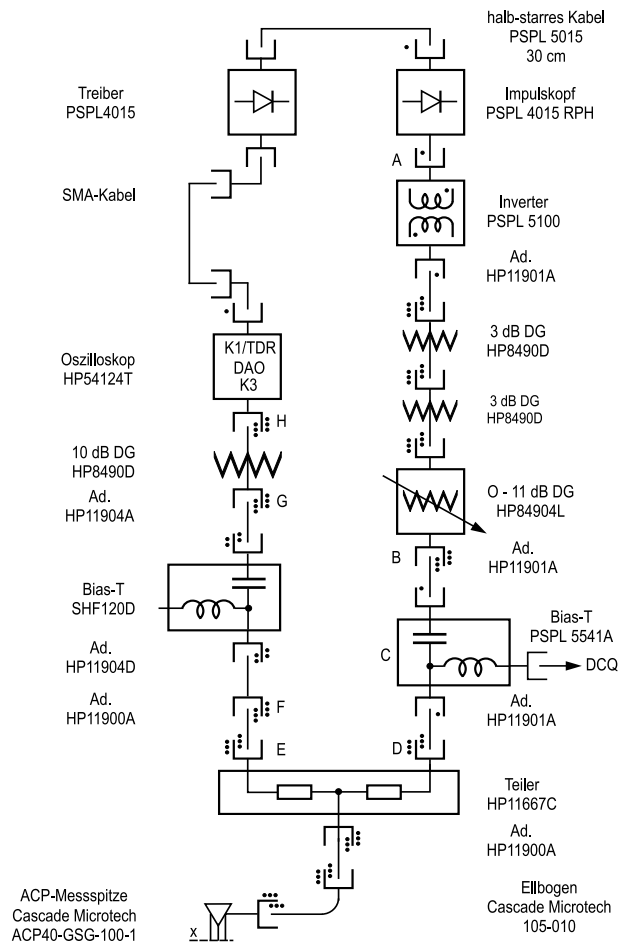 halb-starres Kabel
PSPL 5015
30 cm
Treiber
PSPL4015
Impulskopf
PSPL 4015 RPH
A
SMA-Kabel
Inverter
PSPL 5100
Ad.
HP11901A
3 dB DG
HP8490D
Oszilloskop
HP54124T
K1/TDR
DAO
K3
3 dB DG
HP8490D
H
10 dB DG
HP8490D
O - 11 dB DG
HP84904L
Ad.
HP11904A
G
B
Ad.
HP11901A
Bias-T
SHF120D
Bias-T
PSPL 5541A
C
DCQ
Ad.
HP11904D
Ad.
HP11900A
F
Ad.
HP11901A
E
D
Teiler
HP11667C
Ad.
HP11900A
ACP-Messspitze
Cascade Microtech
ACP40-GSG-100-1
x
Ellbogen
Cascade Microtech
105-010